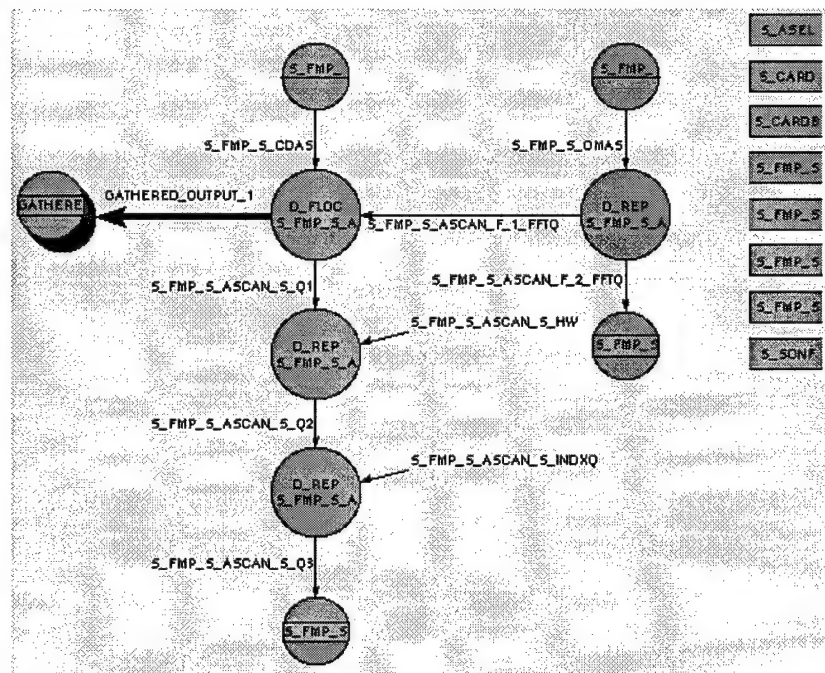 S_FMP_
S_FMP_
S_ASEL
S_CARD
S_CARDB
S_FMP_S
S_FMP_S
S_FMP_S
S_FMP_S
S_SONF
S_FMP_S_CDAS
S_FMP_S_OMAS
GATHERE
GATHERED_OUTPUT_1
D_FLOC
S_FMP_S_A
S_FMP_S_ASCAN_F_1_FFTQ
D_REP
S_FMP_S_A
S_FMP_S_ASCAN_S_Q1
S_FMP_S_ASCAN_F_2_FFTQ
S_FMP_S_ASCAN_S_HW
D_REP
S_FMP_S_A
S_FMP_S
S_FMP_S_ASCAN_S_Q2
S_FMP_S_ASCAN_S_INDXQ
D_REP
S_FMP_S_A
S_FMP_S_ASCAN_S_Q3
S_FMP_S